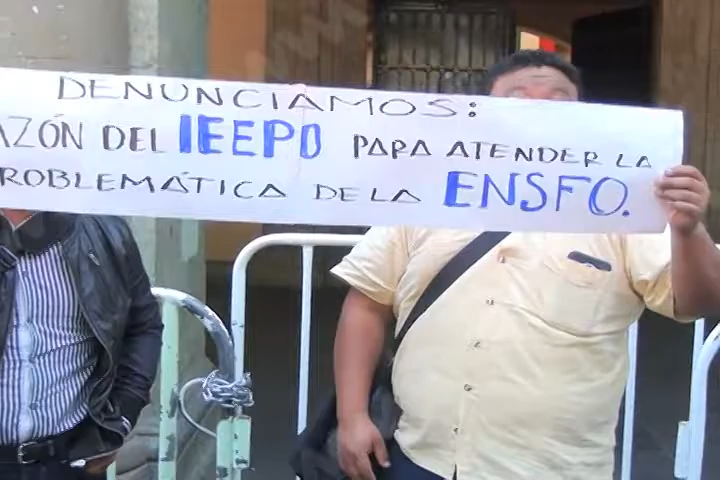 DENUNCIAMOS:
AZÓN DEL IEEPO PARA ATENDER LA
ROBLEMÁTICA DE LA ENSFO.